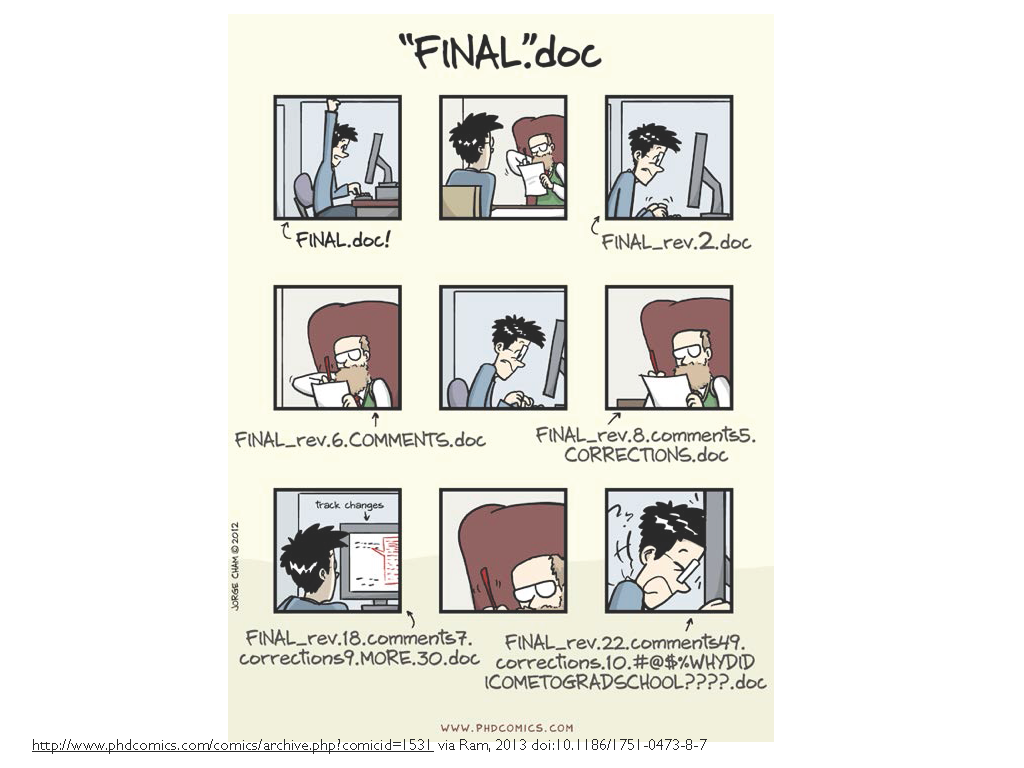 “FINAL”.doc
FINAL.doc!
FINAL_rev.2.doc
FINAL_rev.6.COMMENTS.doc
FINAL_rev.8.comments5.
CORRECTIONS.doc
track changes
JORGE CHAM © 2012
FINAL_rev.18.comments7.
corrections9.MORE.30.doc
FINAL_rev.22.comments49.
corrections.10.#@$%WHYDID
ICOMETOGRADSCHOOL????.doc
WWW.PHDCOMICS.COM
http://www.phdcomics.com/comics/archive.php?comicid=1531 via Ram, 2013 doi:10.1186/1751-0473-8-7